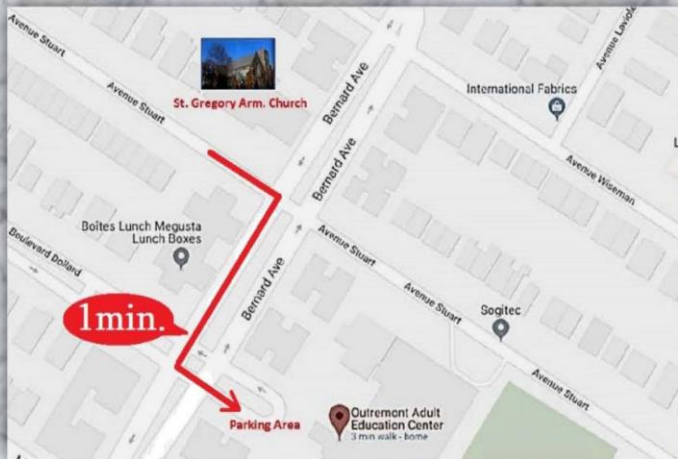 Avenue Stuart
Avenue Stuart
St. Gregory Arm. Church
Bernard Ave
Bernard Ave
International Fabrics
Avenue Wiseman
Boîtes Lunch Megusta
Lunch Boxes
Boulevard Dollard
Bernard Ave
Avenue Stuart
Avenue Stuart
Sogitec
Avenue Stuart
1min.
Parking Area
Outremont Adult
Education Center
3 min walk - home